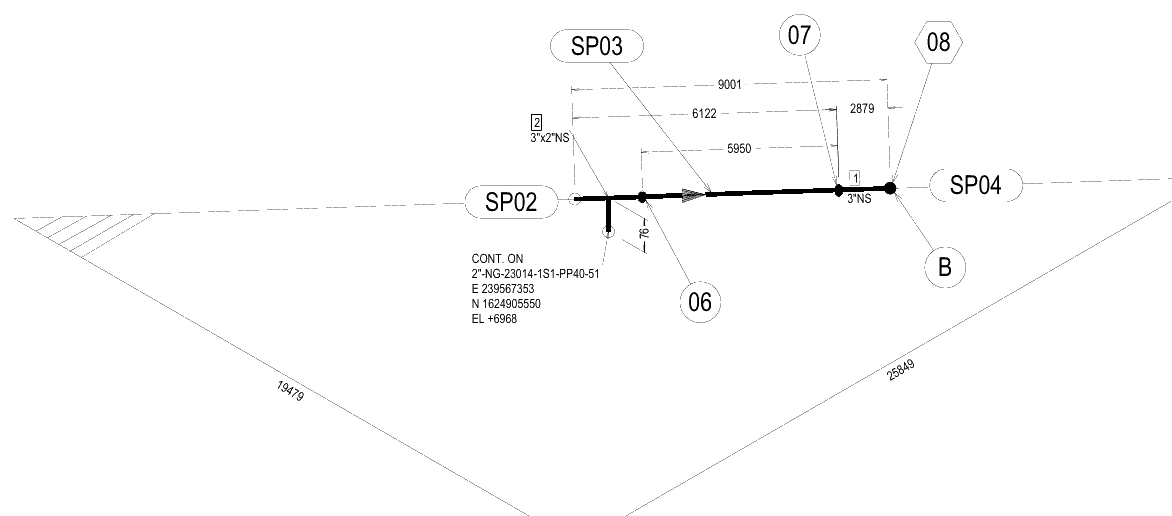 07
SP03
08
9001
6122
2879
2
3"x2"NS
5950
1
3"NS
SP02
SP04
76
CONT. ON
2"-NG-23014-1S1-PP40-51
E 239567353
N 1624905550
EL +6968
B
06
19479
25849